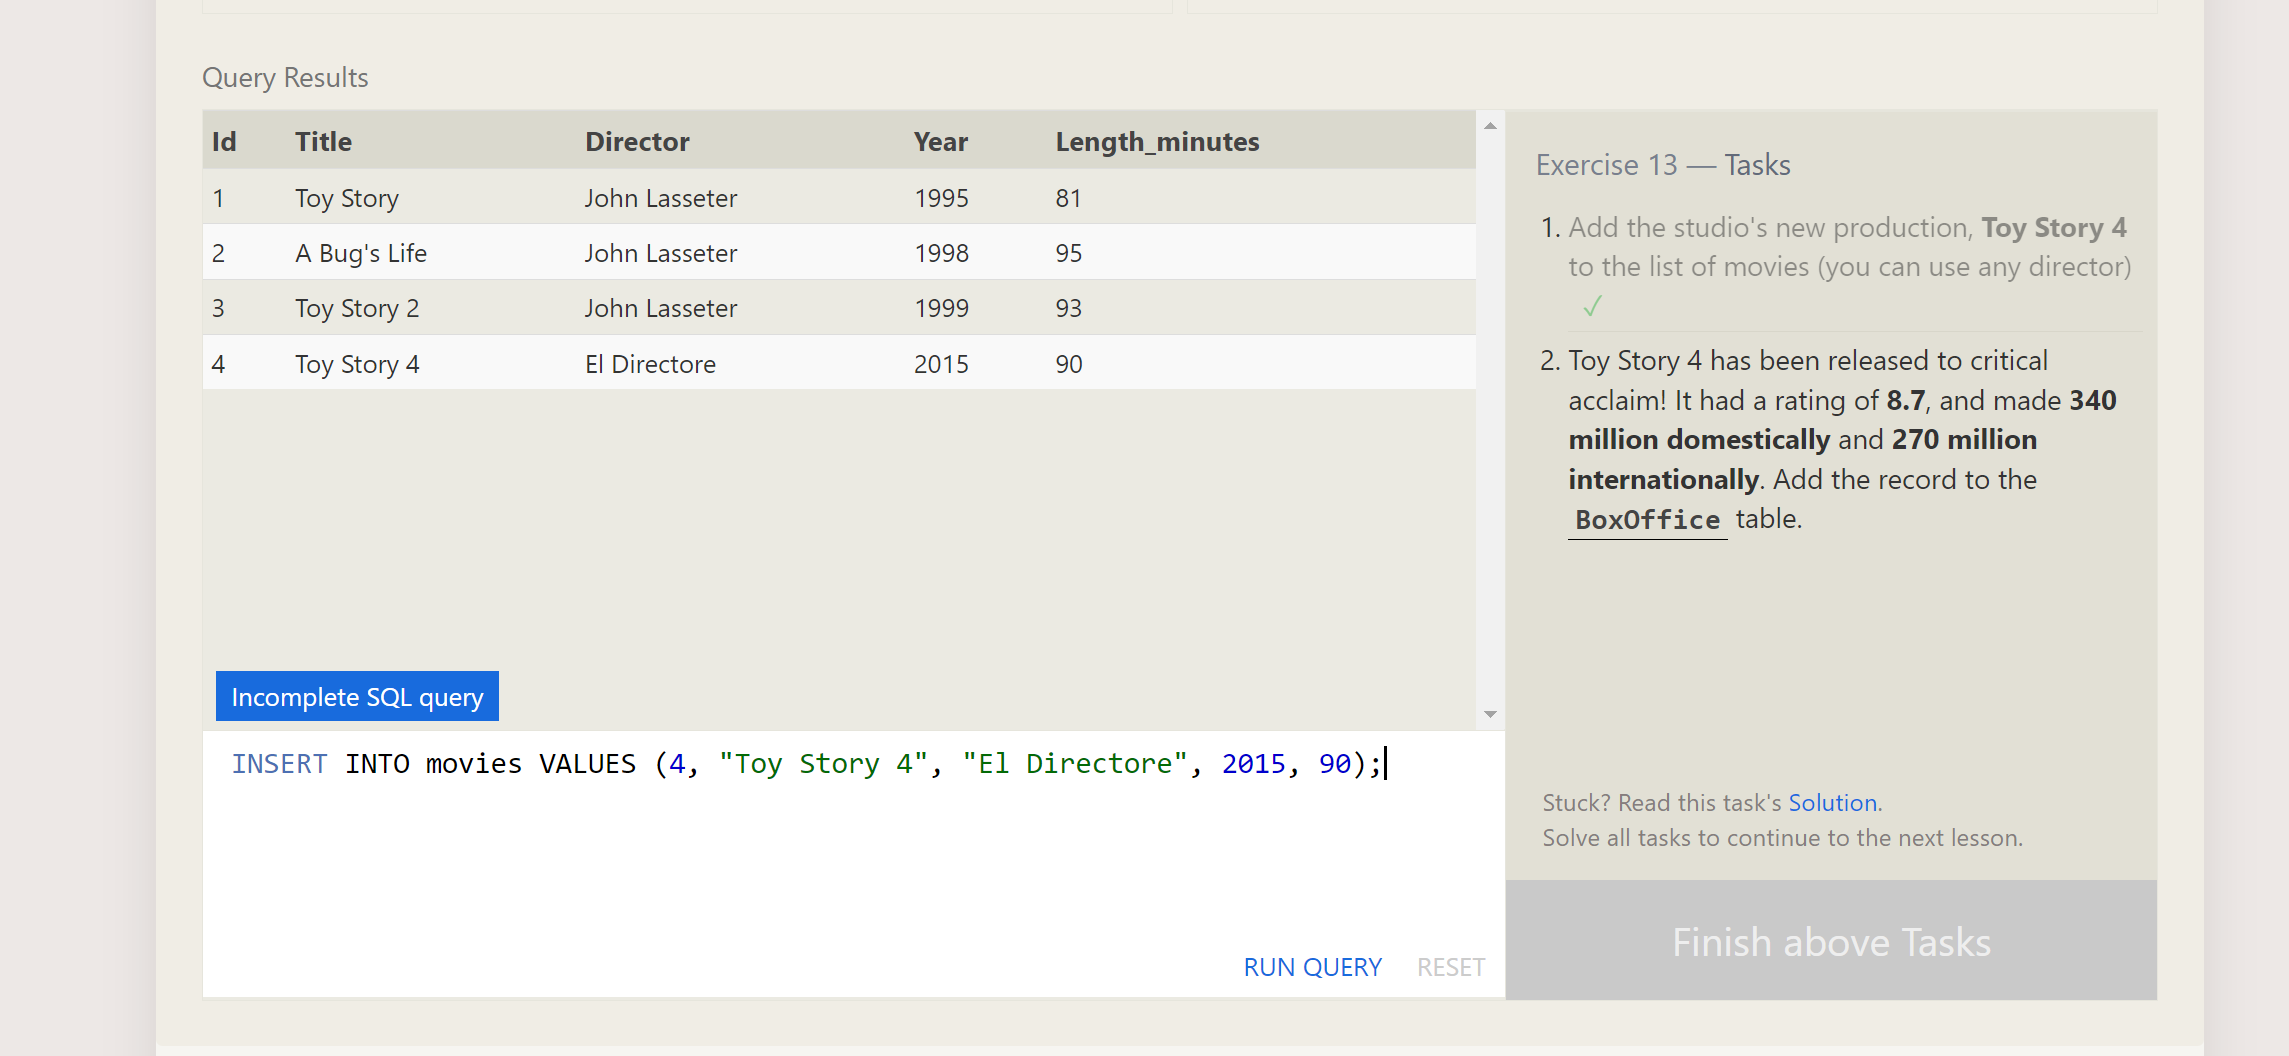 Query Results
Id Title Director Year Length_minutes
1 Toy Story John Lasseter 1995 81
2 A Bug's Life John Lasseter 1998 95
3 Toy Story 2 John Lasseter 1999 93
4 Toy Story 4 El Directore 2015 90
Incomplete SQL query
INSERT INTO movies VALUES (4, "Toy Story 4", "El Directore", 2015, 90);
RUN QUERY RESET
Exercise 13 — Tasks
1. Add the studio's new production, Toy Story 4
to the list of movies (you can use any director)
✓
2. Toy Story 4 has been released to critical
acclaim! It had a rating of 8.7, and made 340
million domestically and 270 million
internationally. Add the record to the
BoxOffice table.
Stuck? Read this task's Solution.
Solve all tasks to continue to the next lesson.
Finish above Tasks